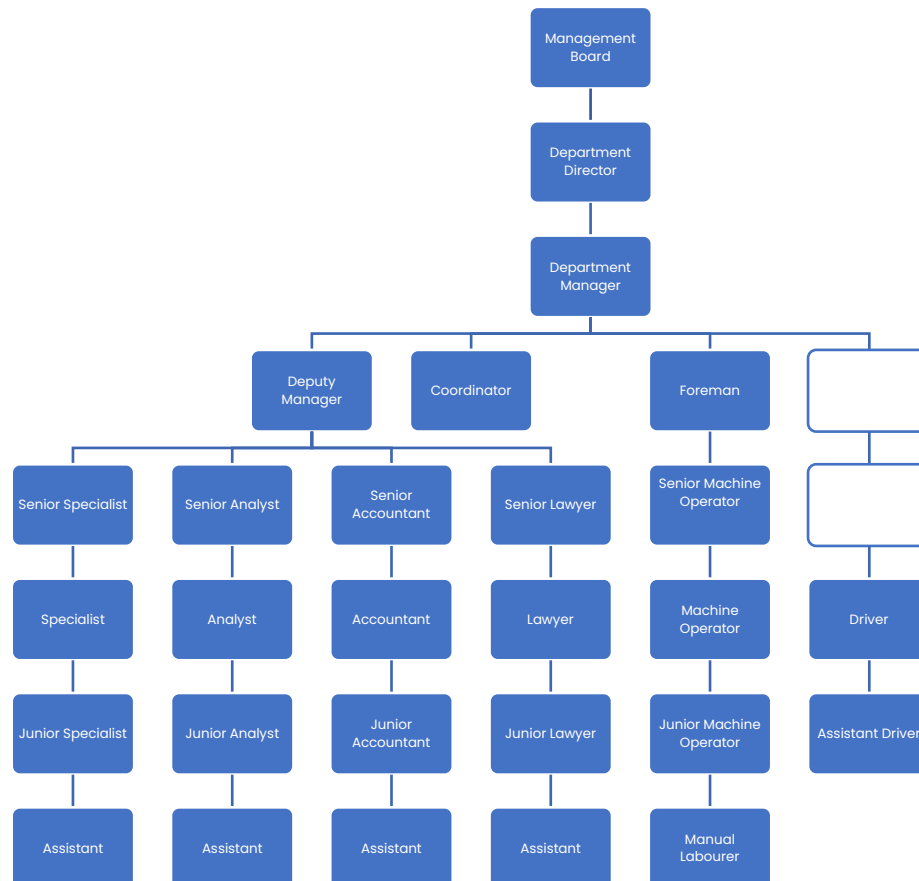 Management
Board
Department
Director
Department
Manager
Deputy
Manager
Coordinator
Foreman
Senior Specialist
Senior Analyst
Senior
Accountant
Senior Lawyer
Senior Machine
Operator
Specialist
Analyst
Accountant
Lawyer
Machine
Operator
Driver
Junior Specialist
Junior Analyst
Junior
Accountant
Junior Lawyer
Junior Machine
Operator
Assistant Driver
Assistant
Assistant
Assistant
Assistant
Manual
Labourer